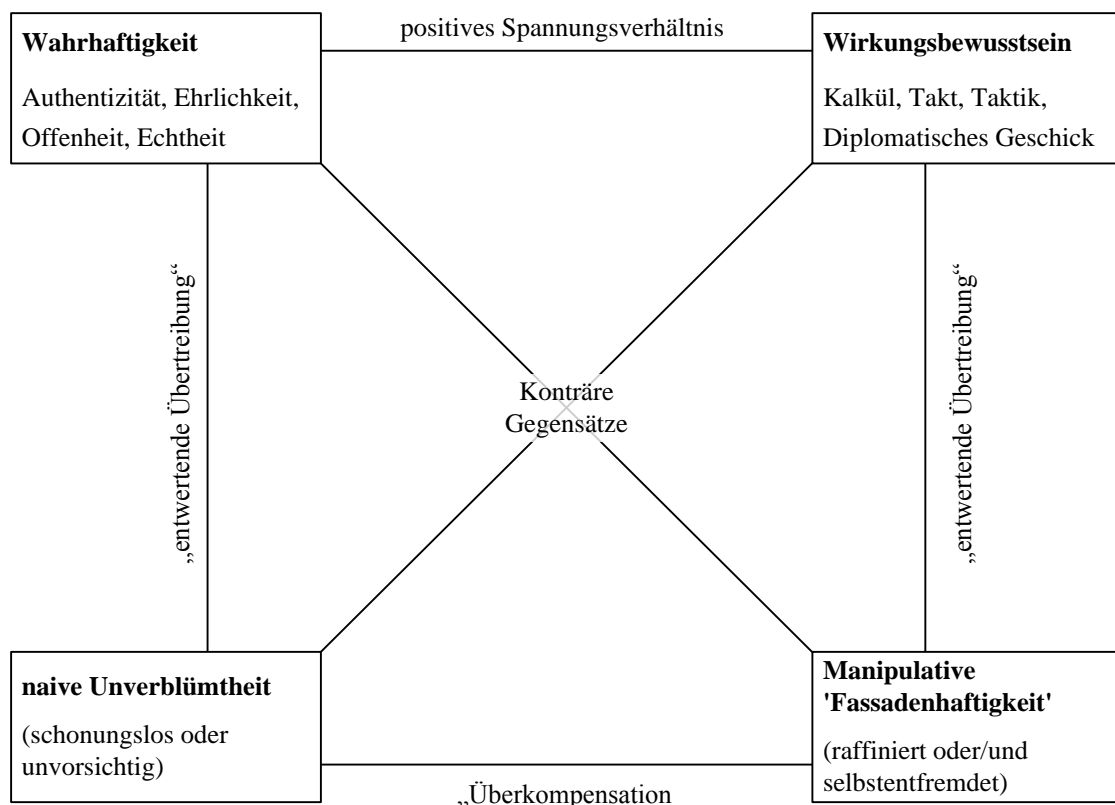 Wahrhaftigkeit
Authentizität, Ehrlichkeit,
Offenheit, Echtheit
positives Spannungsverhältnis
Wirkungsbewusstsein
Kalkül, Takt, Taktik,
Diplomatisches Geschick
„entwertende Übertreibung“
Konträre
Gegensätze
„entwertende Übertreibung“
naive Unverblümtheit
(schonungslos oder
unvorsichtig)
„Überkompensation
Manipulative
'Fassadenhaftigkeit'
(raffiniert oder/und
selbstentfremdet)